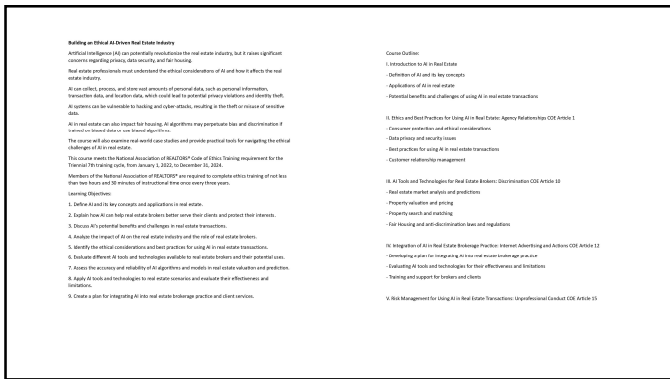 Building an Ethical AI-Driven Real Estate Industry
Artificial Intelligence (AI) can potentially revolutionize the real estate industry, but it raises significant
concerns regarding privacy, data security, and fair housing.
Real estate professionals must understand the ethical considerations of AI and how it affects the real
estate industry.
AI can collect, process, and store vast amounts of personal data, such as personal information,
transaction data, and location data, which could lead to potential privacy violations and identity theft.
AI systems can be vulnerable to hacking and cyber-attacks, resulting in the theft or misuse of sensitive
data.
AI in real estate can also impact fair housing. AI algorithms may perpetuate bias and discrimination if
trained on biased data or use biased algorithms.
The course will also examine real-world case studies and provide practical tools for navigating the ethical
challenges of AI in real estate.
This course meets the National Association of REALTORS® Code of Ethics Training requirement for the
Triennial 7th training cycle, from January 1, 2022, to December 31, 2024.
Members of the National Association of REALTORS® are required to complete ethics training of not less
than two hours and 30 minutes of instructional time once every three years.
Learning Objectives:
1. Define AI and its key concepts and applications in real estate.
2. Explain how AI can help real estate brokers better serve their clients and protect their interests.
3. Discuss AI's potential benefits and challenges in real estate transactions.
4. Analyze the impact of AI on the real estate industry and the role of real estate brokers.
5. Identify the ethical considerations and best practices for using AI in real estate transactions.
6. Evaluate different AI tools and technologies available to real estate brokers and their potential uses.
7. Assess the accuracy and reliability of AI algorithms and models in real estate valuation and prediction.
8. Apply AI tools and technologies to real estate scenarios and evaluate their effectiveness and
limitations.
9. Create a plan for integrating AI into real estate brokerage practice and client services.
Course Outline:
I. Introduction to AI in Real Estate
- Definition of AI and its key concepts
- Applications of AI in real estate
- Potential benefits and challenges of using AI in real estate transactions
II. Ethics and Best Practices for Using AI in Real Estate: Agency Relationships COE Article 1
- Consumer protection and ethical considerations
- Data privacy and security issues
- Best practices for using AI in real estate transactions
- Customer relationship management
III. AI Tools and Technologies for Real Estate Brokers: Discrimination COE Article 10
- Real estate market analysis and predictions
- Property valuation and pricing
- Property search and matching
- Fair Housing and anti-discrimination laws and regulations
IV. Integration of AI in Real Estate Brokerage Practice: Internet Advertising and Actions COE Article 12
- Developing a plan for integrating AI into real estate brokerage practice
- Evaluating AI tools and technologies for their effectiveness and limitations
- Training and support for brokers and clients
V. Risk Management for Using AI in Real Estate Transactions: Unprofessional Conduct COE Article 15